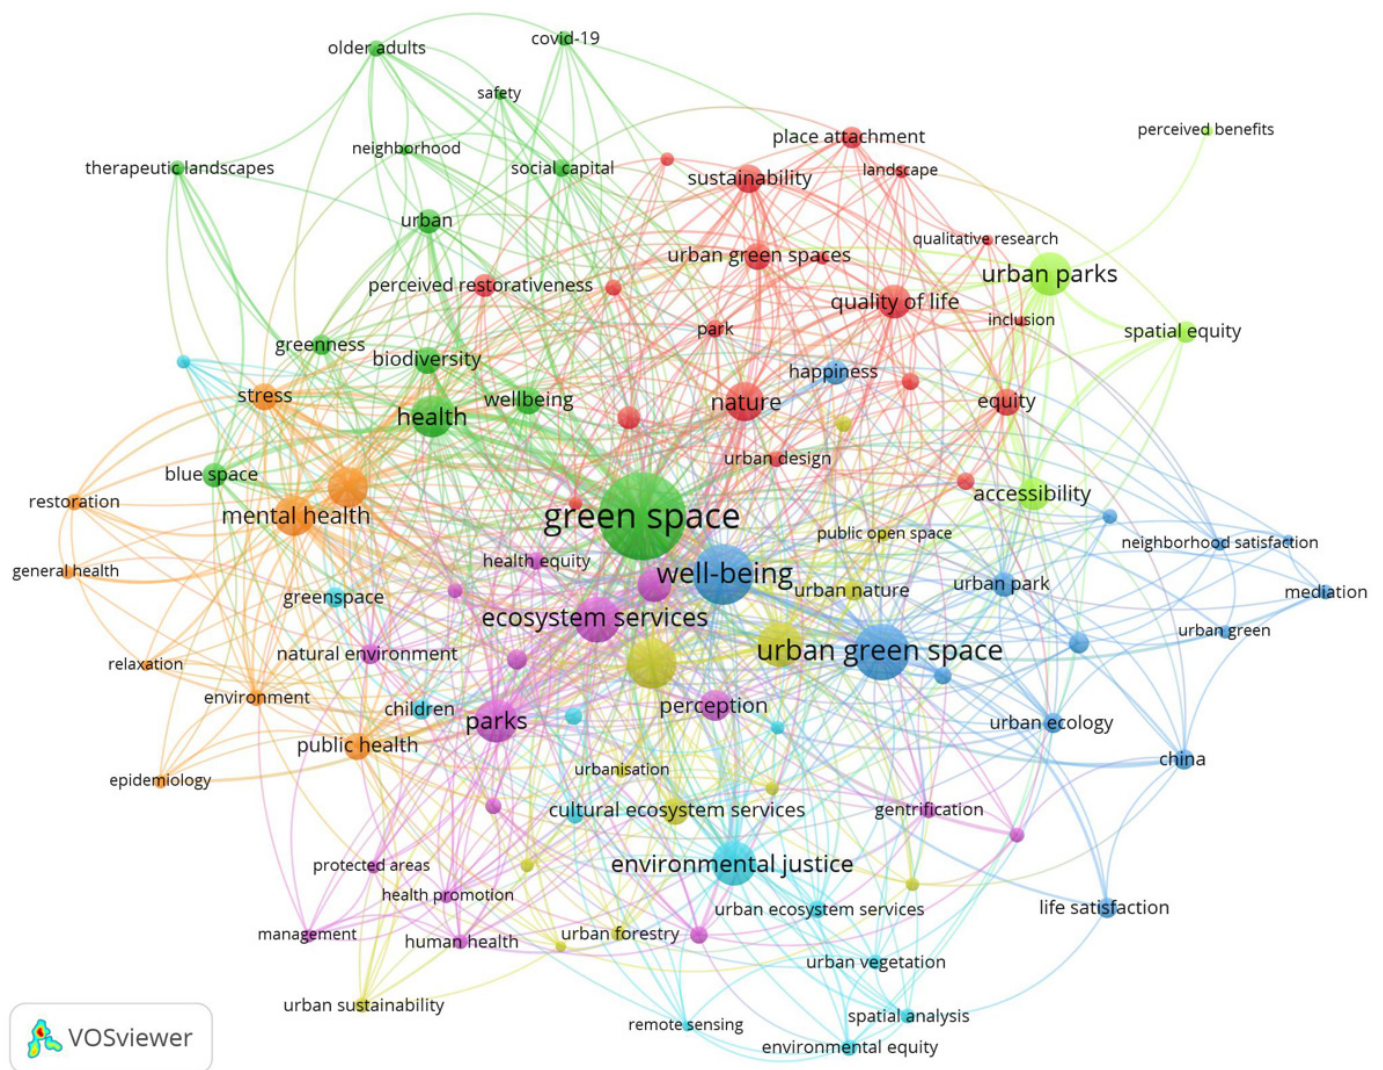 older adults
covid-19
safety
perceived benefits
place attachment
neighborhood
therapeutic landscapes
social capital
sustainability
landscape
urban
qualitative research
urban green spaces
urban parks
perceived restorativeness
quality of life
inclusion
park
spatial equity
greenness
biodiversity
happiness
stress
wellbeing
nature
equity
health
urban design
blue space
accessibility
restoration
mental health
green space
public open space
neighborhood satisfaction
health equity
general health
well-being
urban park
urban nature
mediation
greenspace
ecosystem services
urban green
natural environment
urban green space
relaxation
environment
children
perception
parks
urban ecology
public health
china
urbanisation
epidemiology
cultural ecosystem services
gentrification
protected areas
environmental justice
health promotion
urban ecosystem services
life satisfaction
management
human health
urban forestry
urban vegetation
urban sustainability
spatial analysis
remote sensing
environmental equity
VOSviewer